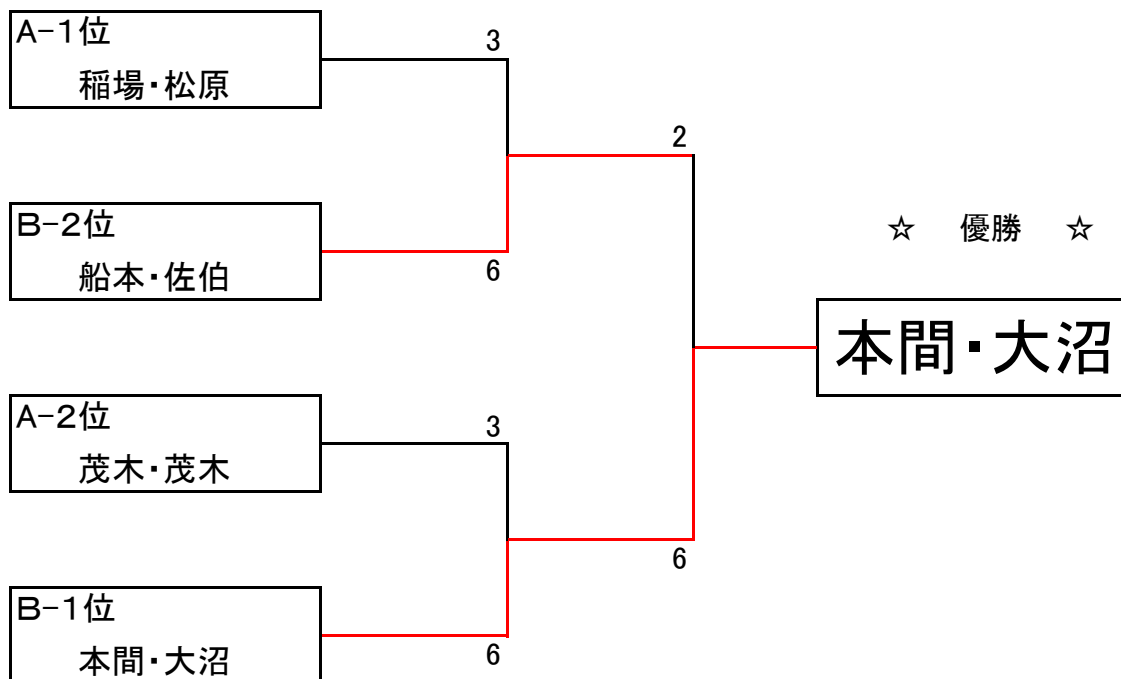 A-1位
稲場・松原
3
B-2位
船本・佐伯
6
2
☆ 優勝 ☆
本間・大沼
A-2位
茂木・茂木
3
B-1位
本間・大沼
6
6